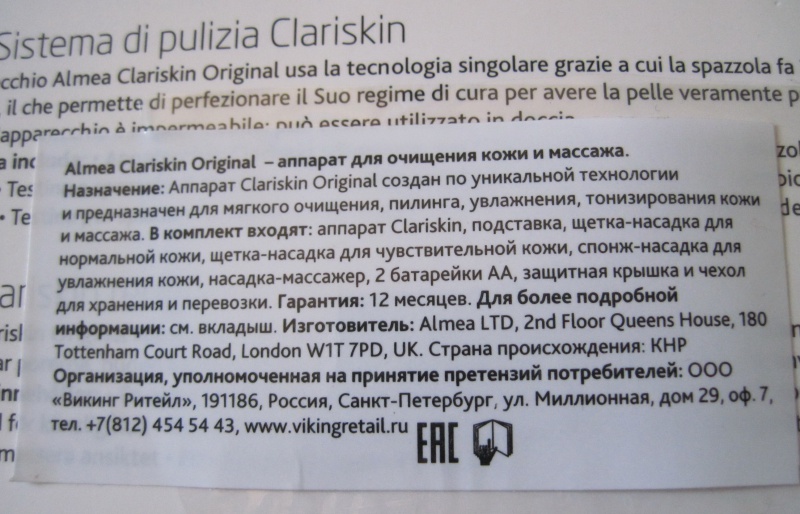 Sistema di pulizia Clariskin
cchio Almea Clariskin Original usa la tecnologia singolare grazie a cui la spazzola fa
, il che permette di perfezionare il Suo regime di cura per avere la pelle veramente p
apparecchio è impermeabile: può essere utilizzato in doccia
Almea Clariskin Original – аппарат для очищения кожи и массажа.
Назначение: Аппарат Clariskin Original создан по уникальной технологии
и предназначен для мягкого очищения, пилинга, увлажнения, тонизирования кожи
и массажа. В комплект входят: аппарат Clariskin, подставка, щетка-насадка для
нормальной кожи, щетка-насадка для чувствительной кожи, спонж-насадка для
увлажнения кожи, насадка-массажер, 2 батарейки АА, защитная крышка и чехол
для хранения и перевозки. Гарантия: 12 месяцев. Для более подробной
информации: см. вкладыш. Изготовитель: Almea LTD, 2nd Floor Queens House, 180
Tottenham Court Road, London W1T 7PD, UK. Страна происхождения: КНР
Организация, уполномоченная на принятие претензий потребителей: ООО
«Викинг Ритейл», 191186, Россия, Санкт-Петербург, ул. Миллионная, дом 29, оф. 7,
тел. +7(812) 454 54 43, www.vikingretail.ru
EAC